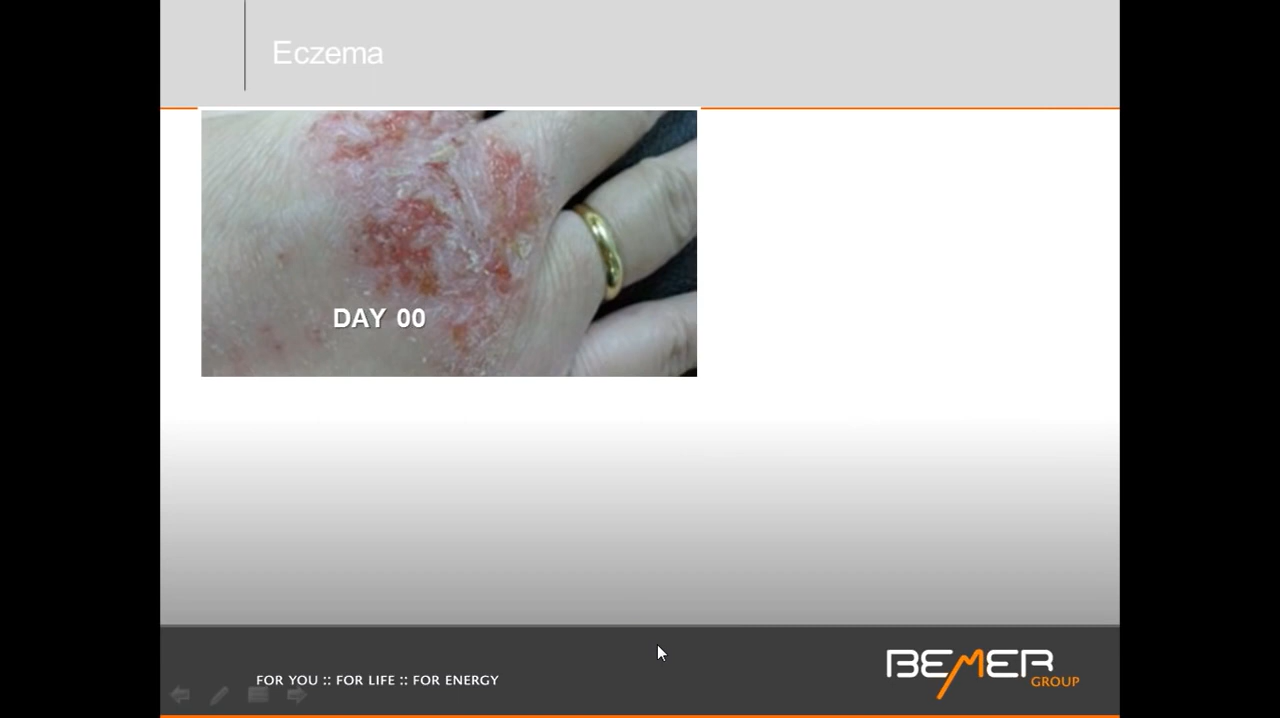 Eczema
DAY 00
FOR YOU :: FOR LIFE :: FOR ENERGY
BEMER
GROUP